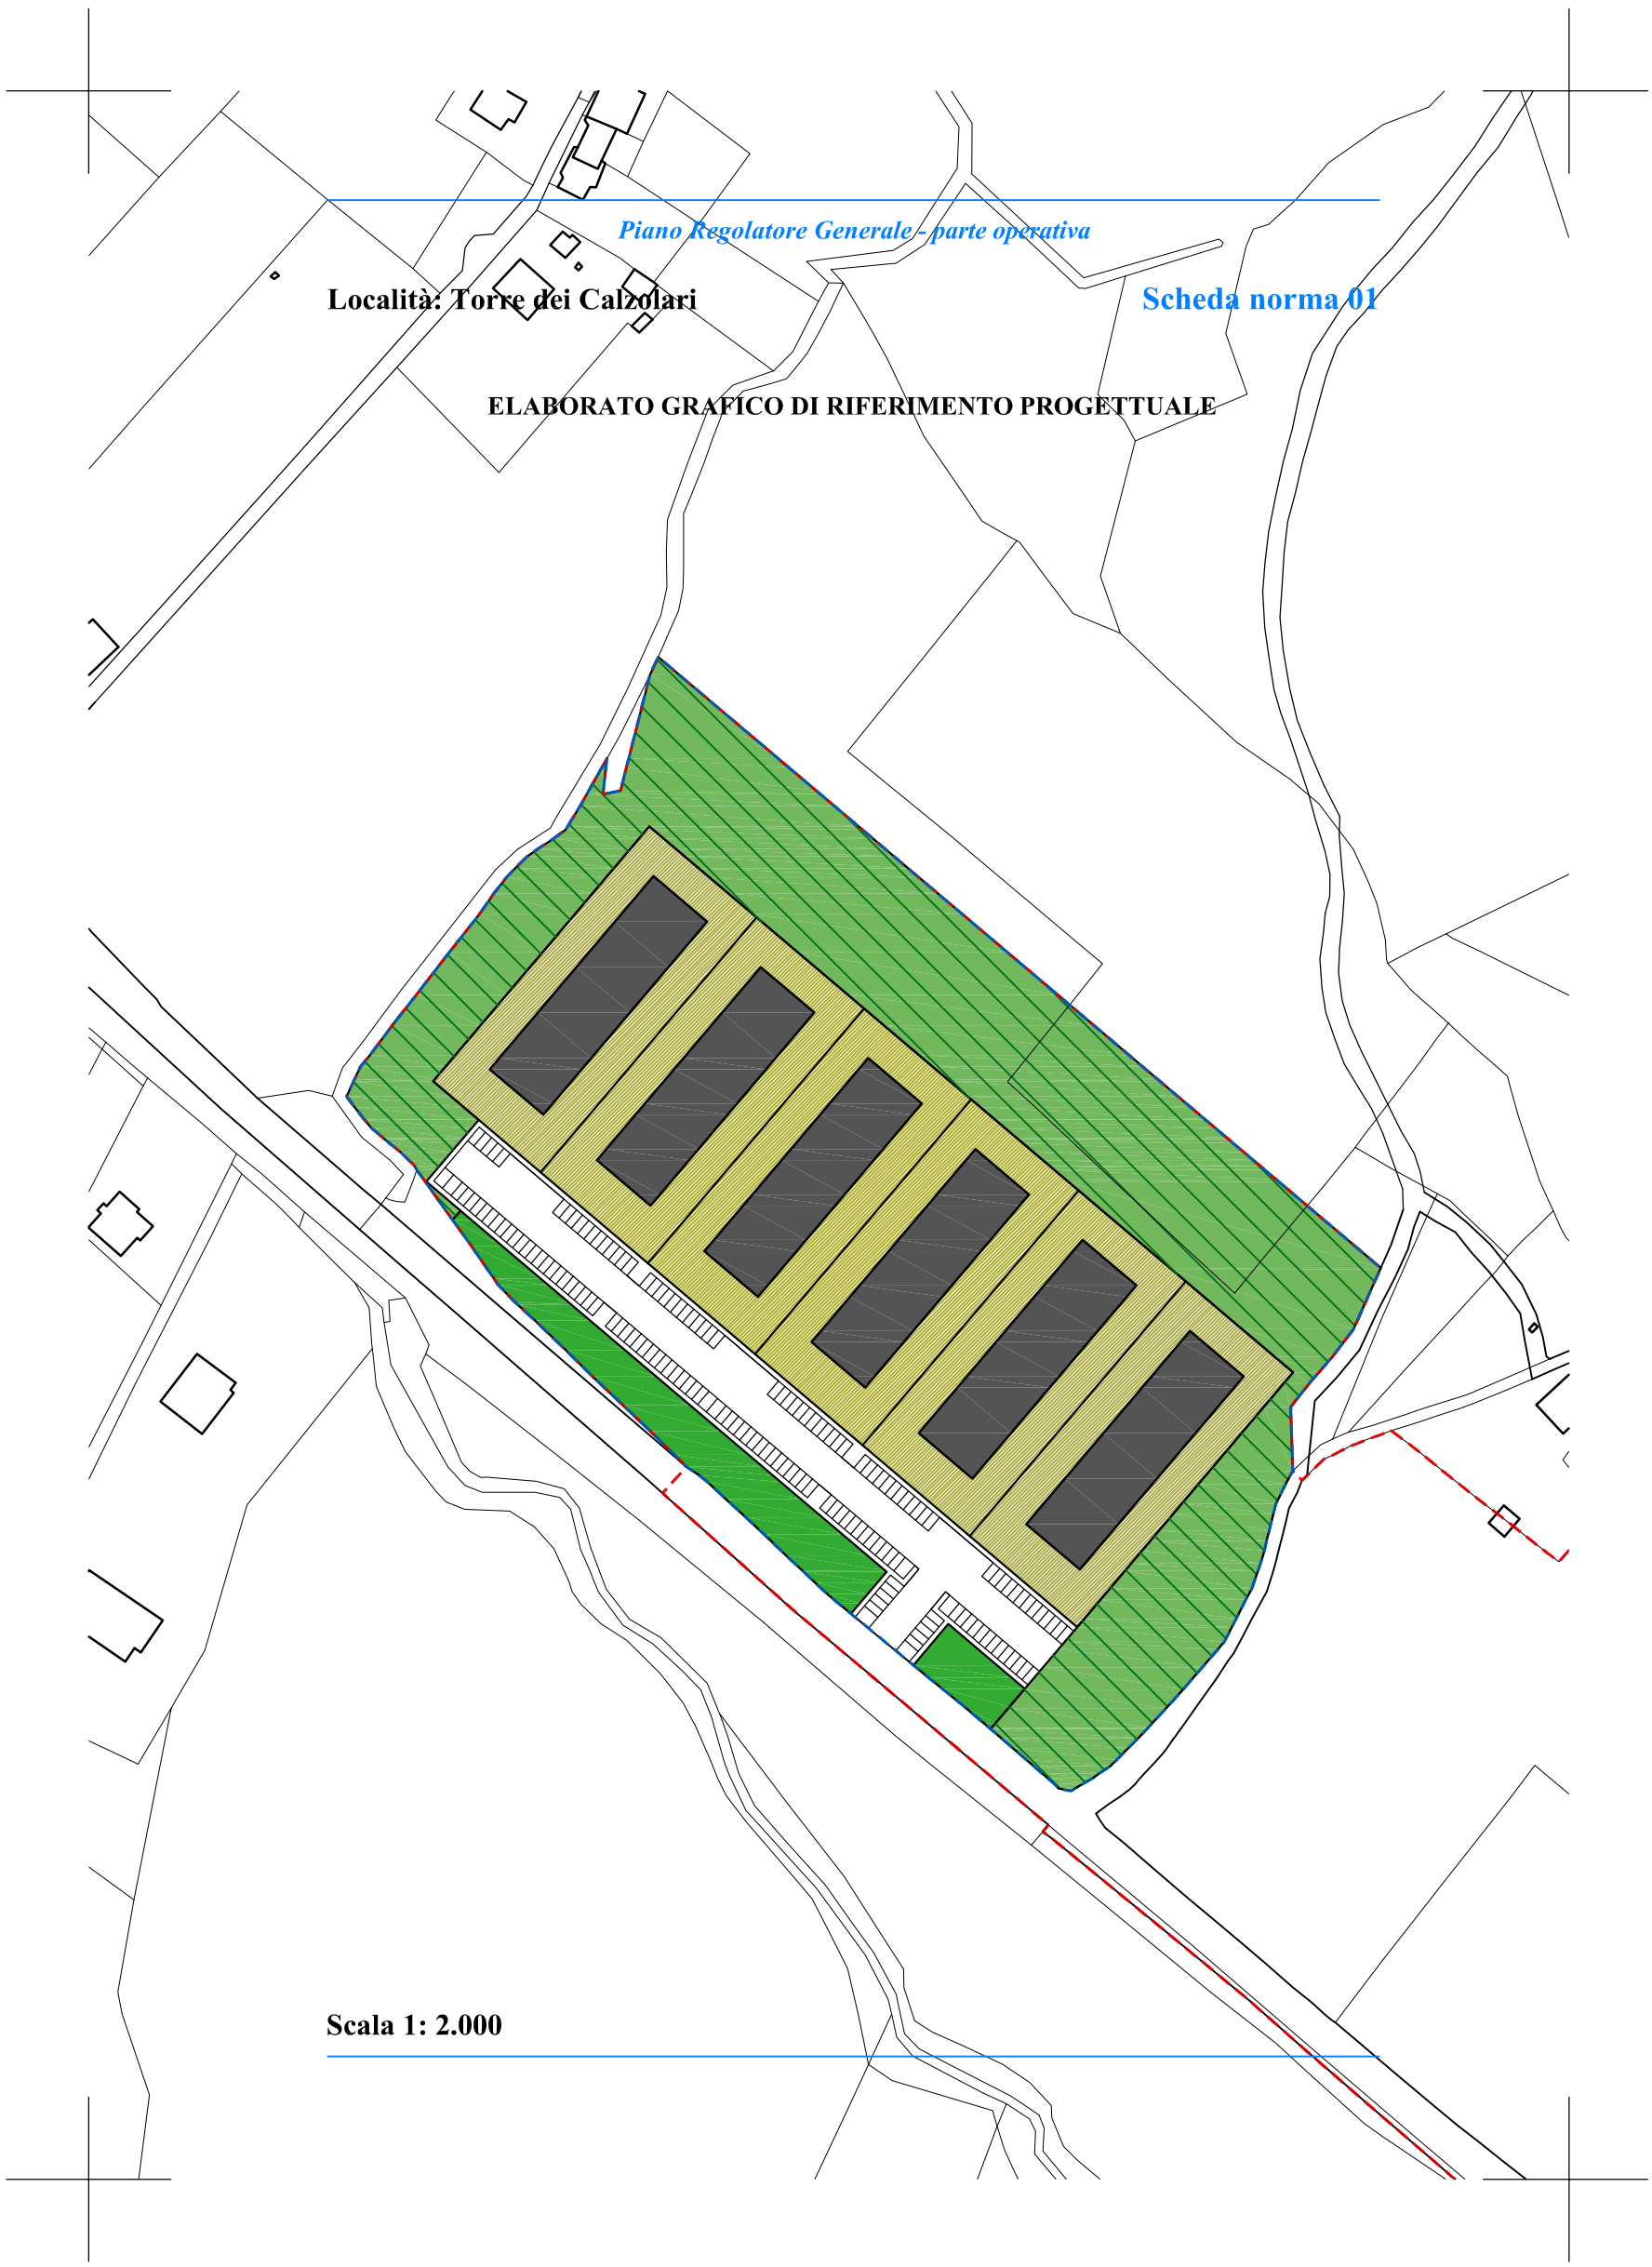 Piano Regolatore Generale - parte operativa
Località: Torre dei Calzolari
Scheda norma 01
ELABORATO GRAFICO DI RIFERIMENTO PROGETTUALE
Scala 1: 2.000